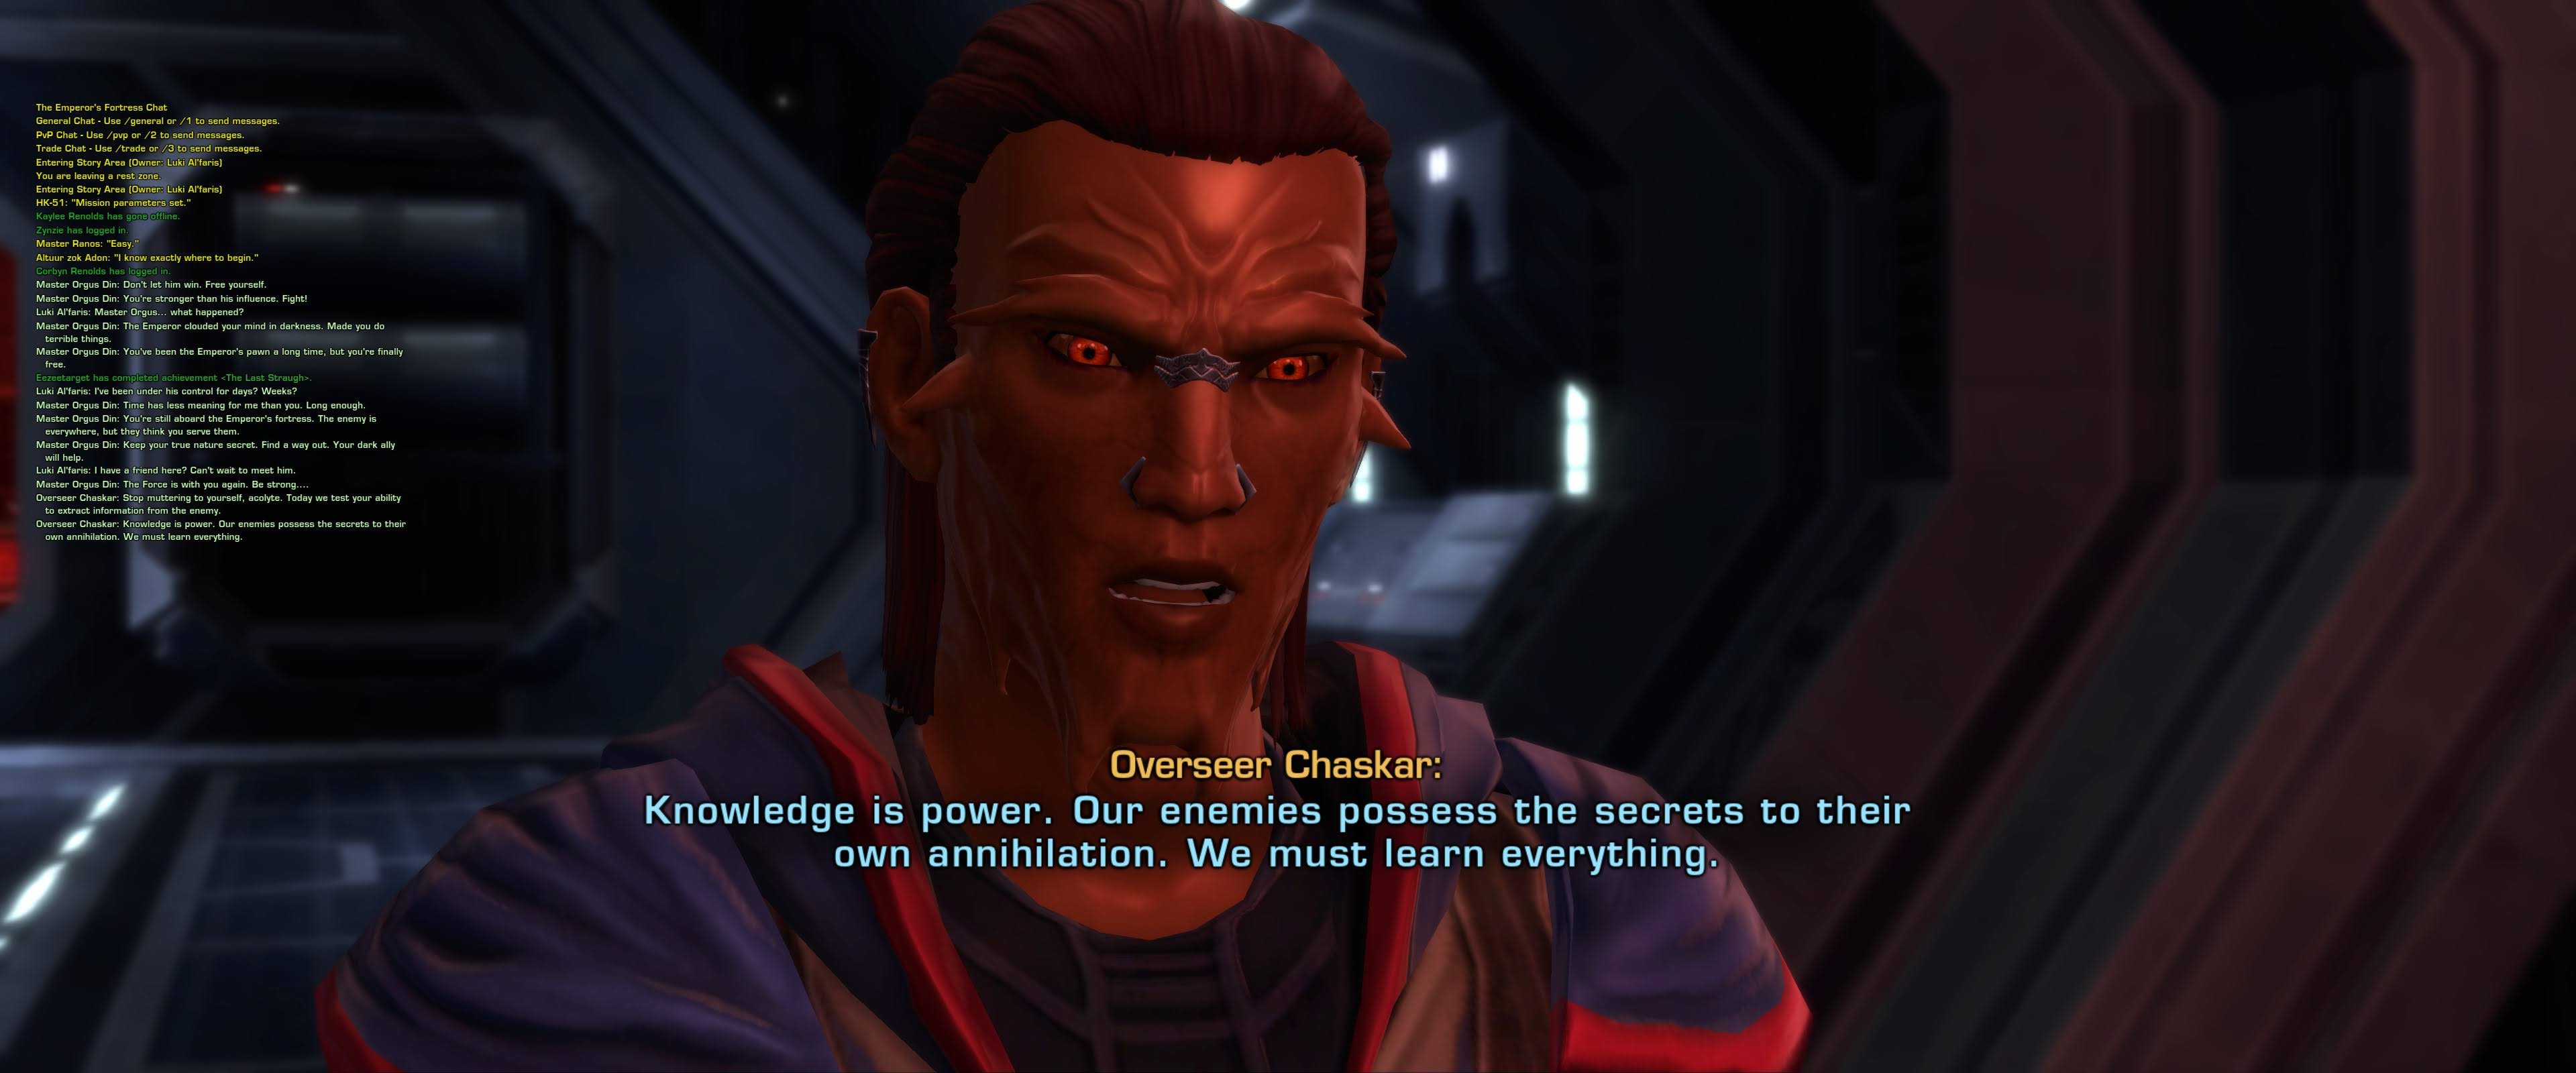 The Emperor's Fortress Chat
General Chat - Use /general or /1 to send messages.
PvP Chat - Use /pvp or /2 to send messages.
Trade Chat - Use /trade or /3 to send messages.
Entering Story Area (Owner: Luki Al'faris)
You are leaving a rest zone.
Entering Story Area (Owner: Luki Al'faris)
HK-51: "Mission parameters set."
Kaylee Renolds has gone offline.
Zynzie has logged in.
Master Ranos: "Easy."
Altuur zok Adon: "I know exactly where to begin."
Corbyn Renolds has logged in.
Master Orgus Din: Don't let him win. Free yourself.
Master Orgus Din: You're stronger than his influence. Fight!
Luki Al'faris: Master Orgus... what happened?
Master Orgus Din: The Emperor clouded your mind in darkness. Made you do
terrible things.
Master Orgus Din: You've been the Emperor's pawn a long time, but you're finally
free.
Eezeetarget has completed achievement <The Last Straugh>.
Luki Al'faris: I've been under his control for days? Weeks?
Master Orgus Din: Time has less meaning for me than you. Long enough.
Master Orgus Din: You're still aboard the Emperor's fortress. The enemy is
everywhere, but they think you serve them.
Master Orgus Din: Keep your true nature secret. Find a way out. Your dark ally
will help.
Luki Al'faris: I have a friend here? Can't wait to meet him.
Master Orgus Din: The Force is with you again. Be strong....
Overseer Chaskar: Stop muttering to yourself, acolyte. Today we test your ability
to extract information from the enemy.
Overseer Chaskar: Knowledge is power. Our enemies possess the secrets to their
own annihilation. We must learn everything.
Overseer Chaskar:
Knowledge is power. Our enemies possess the secrets to their
own annihilation. We must learn everything.